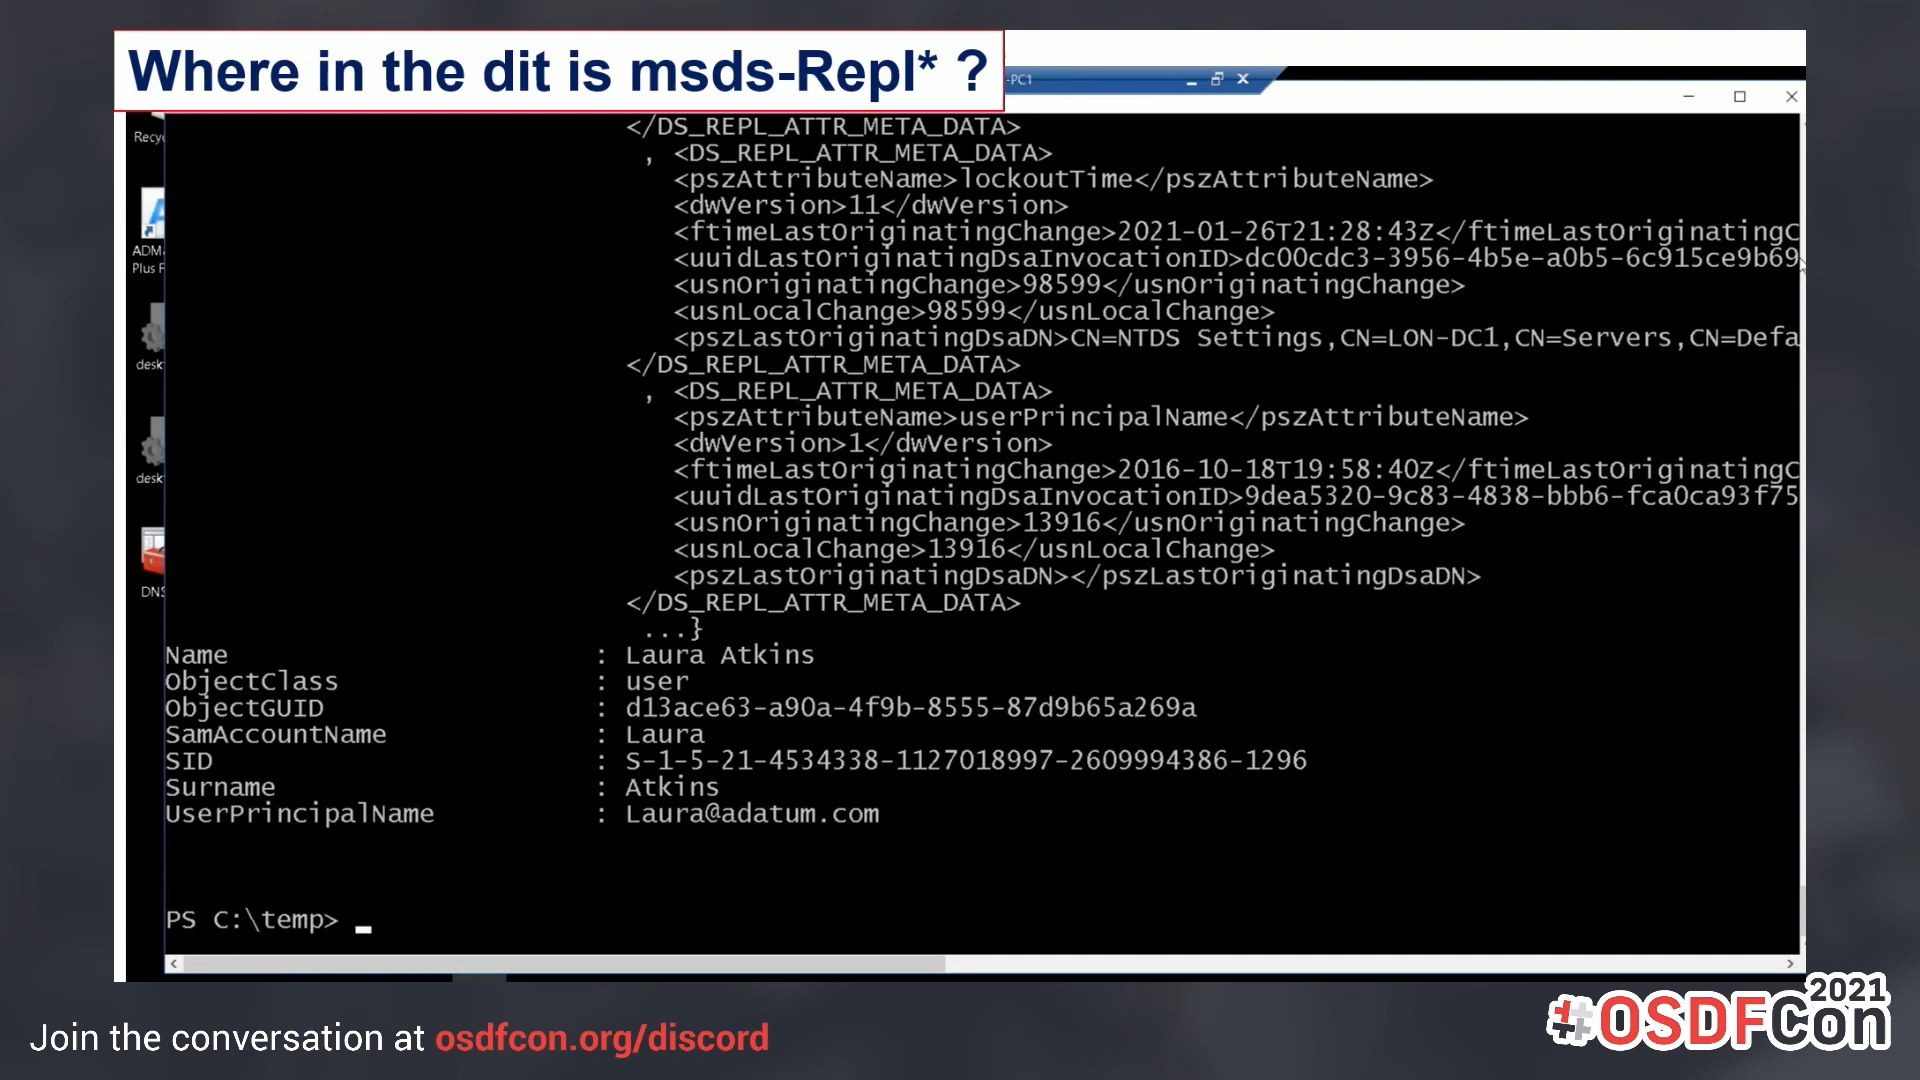 Where in the dit is msds-Repl* ?
-PC1
Recyc
ADM
Plus F
desk
desk
DNS
</DS_REPL_ATTR_META_DATA>
, <DS_REPL_ATTR_META_DATA>
<pszAttributeName>lockoutTime</pszAttributeName>
<dwVersion>11</dwVersion>
<ftimeLastOriginatingChange>2021-01-26T21:28:43Z</ftimeLastOriginatingC
<uuidLastOriginatingDsaInvocationID>dc00cdc3-3956-4b5e-a0b5-6c915ce9b69
<usnOriginatingChange>98599</usnOriginatingChange>
<usnLocalChange>98599</usnLocalChange>
<pszLastOriginatingDsaDN>CN=NTDS Settings,CN=LON-DC1,CN=Servers,CN=Defa
</DS_REPL_ATTR_META_DATA>
, <DS_REPL_ATTR_META_DATA>
<pszAttributeName>userPrincipalName</pszAttributeName>
<dwVersion>1</dwVersion>
<ftimeLastOriginatingChange>2016-10-18T19:58:40Z</ftimeLastOriginatingC
<uuidLastOriginatingDsaInvocationID>9dea5320-9c83-4838-bbb6-fca0ca93f75
<usnOriginatingChange>13916</usnOriginatingChange>
<usnLocalChange>13916</usnLocalChange>
<pszLastOriginatingDsaDN></pszLastOriginatingDsaDN>
</DS_REPL_ATTR_META_DATA>
...}
Name : Laura Atkins
ObjectClass : user
ObjectGUID : d13ace63-a90a-4f9b-8555-87d9b65a269a
SamAccountName : Laura
SID : S-1-5-21-4534338-1127018997-2609994386-1296
Surname : Atkins
UserPrincipalName : Laura@adatum.com
PS C:\temp>
Join the conversation at osdfcon.org/discord
2021
#OSDFCon